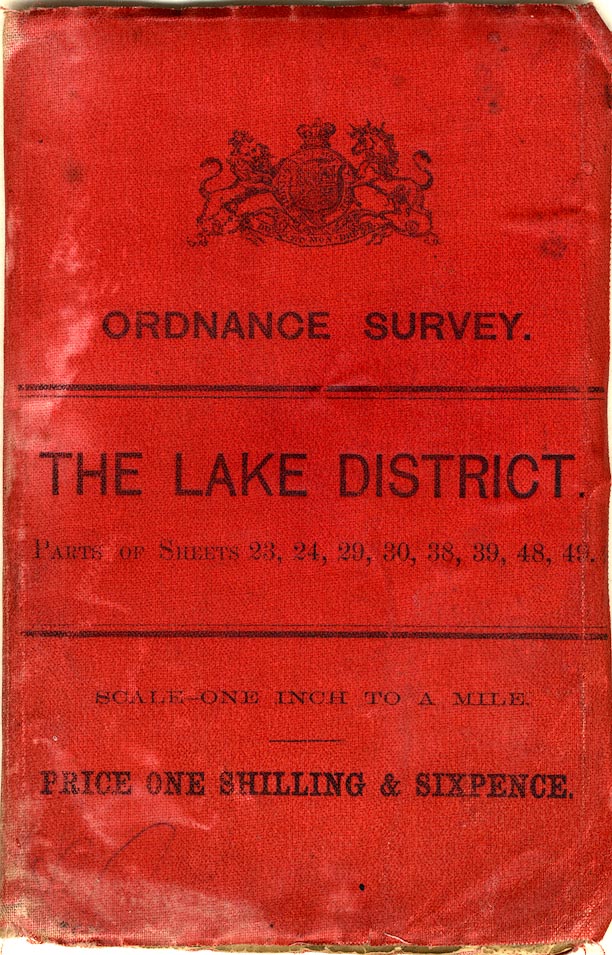 ORDNANCE SURVEY.
THE LAKE DISTRICT.
PARTS OF SHEETS 23, 24, 29, 30, 38, 39, 48, 49.
SCALE—ONE INCH TO A MILE.
PRICE ONE SHILLING & SIXPENCE.